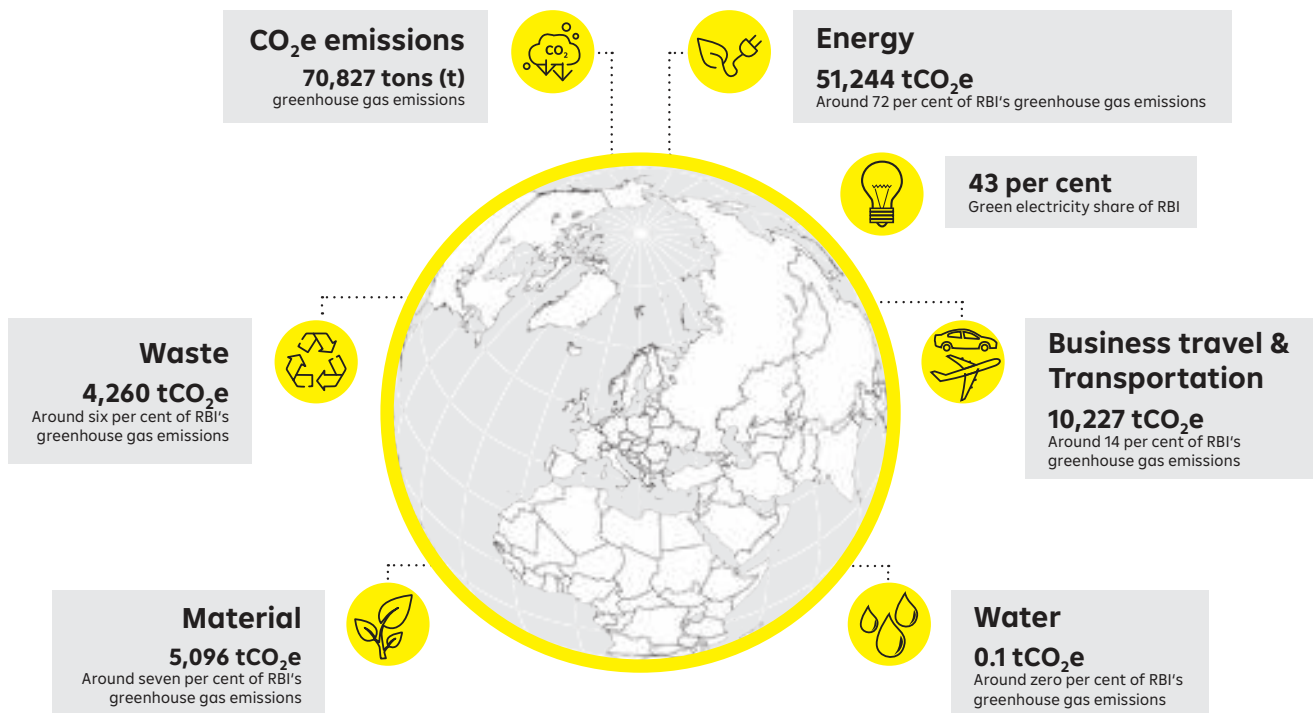 CO₂e emissions
70,827 tons (t)
greenhouse gas emissions
CO₂
Energy
51,244 tCO₂e
Around 72 per cent of RBI's greenhouse gas emissions
43 per cent
Green electricity share of RBI
Waste
4,260 tCO₂e
Around six per cent of RBI's
greenhouse gas emissions
Business travel &
Transportation
10,227 tCO₂e
Around 14 per cent of RBI's
greenhouse gas emissions
Material
5,096 tCO₂e
Around seven per cent of RBI's
greenhouse gas emissions
Water
0.1 tCO₂e
Around zero per cent of RBI's
greenhouse gas emissions